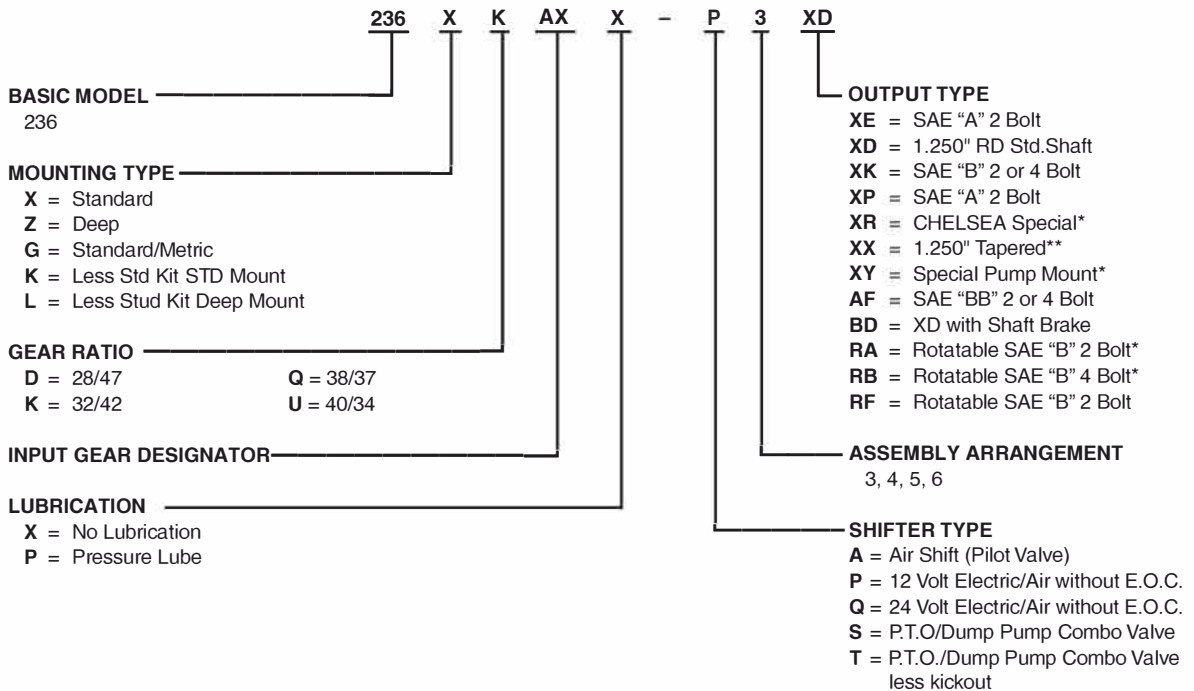 236 X K AX X – P 3 XD
BASIC MODEL
236
MOUNTING TYPE
X = Standard
Z = Deep
G = Standard/Metric
K = Less Std Kit STD Mount
L = Less Stud Kit Deep Mount
GEAR RATIO
D = 28/47 Q = 38/37
K = 32/42 U = 40/34
INPUT GEAR DESIGNATOR
LUBRICATION
X = No Lubrication
P = Pressure Lube
OUTPUT TYPE
XE = SAE “A” 2 Bolt
XD = 1.250" RD Std.Shaft
XK = SAE “B” 2 or 4 Bolt
XP = SAE “A” 2 Bolt
XR = CHELSEA Special*
XX = 1.250" Tapered**
XY = Special Pump Mount*
AF = SAE “BB” 2 or 4 Bolt
BD = XD with Shaft Brake
RA = Rotatable SAE “B” 2 Bolt*
RB = Rotatable SAE “B” 4 Bolt*
RF = Rotatable SAE “B” 2 Bolt
ASSEMBLY ARRANGEMENT
3, 4, 5, 6
SHIFTER TYPE
A = Air Shift (Pilot Valve)
P = 12 Volt Electric/Air without E.O.C.
Q = 24 Volt Electric/Air without E.O.C.
S = P.T.O/Dump Pump Combo Valve
T = P.T.O./Dump Pump Combo Valve
less kickout